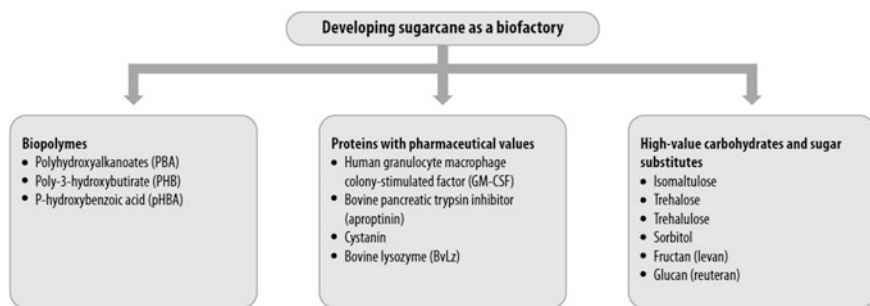 Developing sugarcane as a biofactory
Biopolymes
• Polyhydroxyalkanoates (PBA)
• Poly-3-hydroxybutirate (PHB)
• P-hydroxybenzoic acid (pHBA)
Proteins with pharmaceutical values
• Human granulocyte macrophage
colony-stimulated factor (GM-CSF)
• Bovine pancreatic trypsin inhibitor
(aproptinin)
• Cystanin
• Bovine lysozyme (BvLz)
High-value carbohydrates and sugar
substitutes
• Isomaltulose
• Trehalose
• Trehalulose
• Sorbitol
• Fructan (levan)
• Glucan (reuteran)